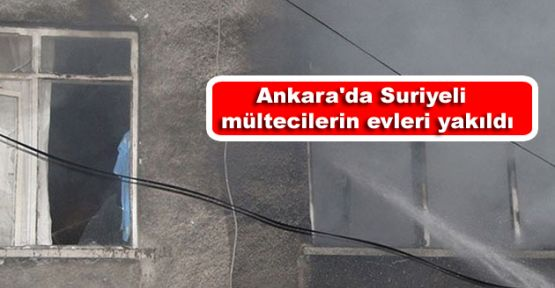 Ankara'da Suriyeli
mültecilerin evleri yakıldı